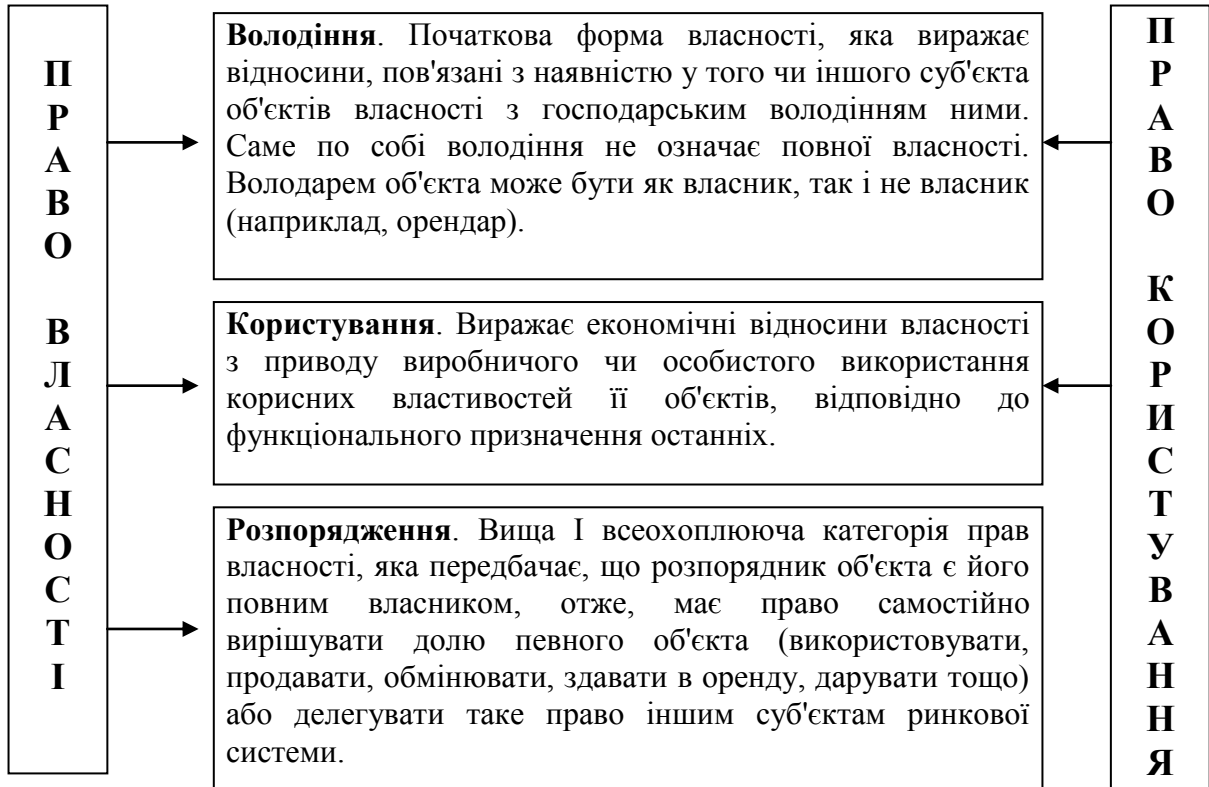 ПРАВО ВЛАСНОСТІ
Володіння. Початкова форма власності, яка виражає
відносини, пов'язані з наявністю у того чи іншого суб'єкта
об'єктів власності з господарським володінням ними.
Саме по собі володіння не означає повної власності.
Володарем об'єкта може бути як власник, так і не власник
(наприклад, орендар).
Користування. Виражає економічні відносини власності
з приводу виробничого чи особистого використання
корисних властивостей її об'єктів, відповідно до
функціонального призначення останніх.
Розпорядження. Вища І всеохоплююча категорія прав
власності, яка передбачає, що розпорядник об'єкта є його
повним власником, отже, має право самостійно
вирішувати долю певного об'єкта (використовувати,
продавати, обмінювати, здавати в оренду, дарувати тощо)
або делегувати таке право іншим суб'єктам ринкової
системи.
ПРАВО КОРИСТУВАННЯ